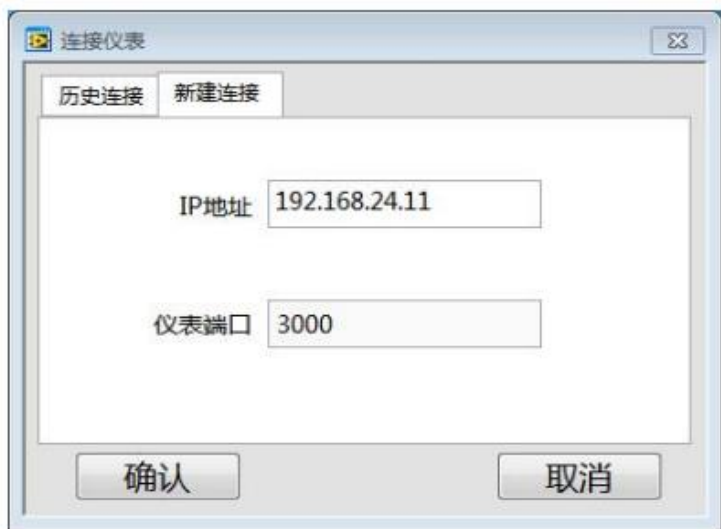 连接仪表
历史连接 新建连接
IP地址 192.168.24.11
仪表端口 3000
确认 取消